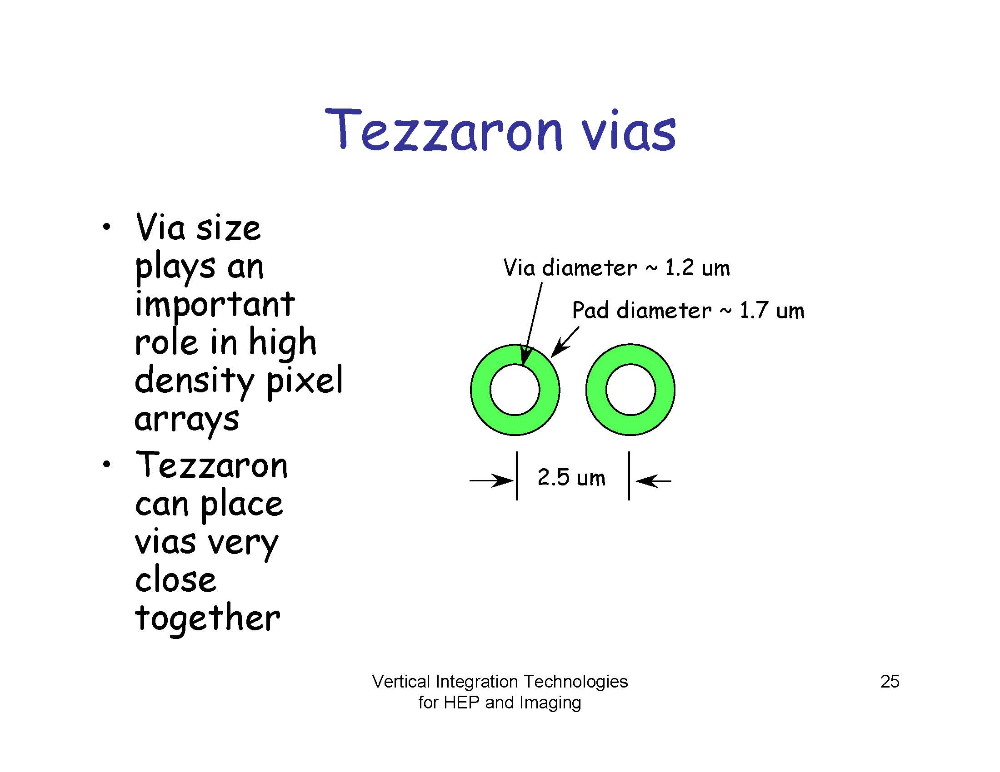 Tezzaron vias
• Via size
plays an
important
role in high
density pixel
arrays
• Tezzaron
can place
vias very
close
together
Via diameter ~ 1.2 um
Pad diameter ~ 1.7 um
2.5 um
Vertical Integration Technologies
for HEP and Imaging
25